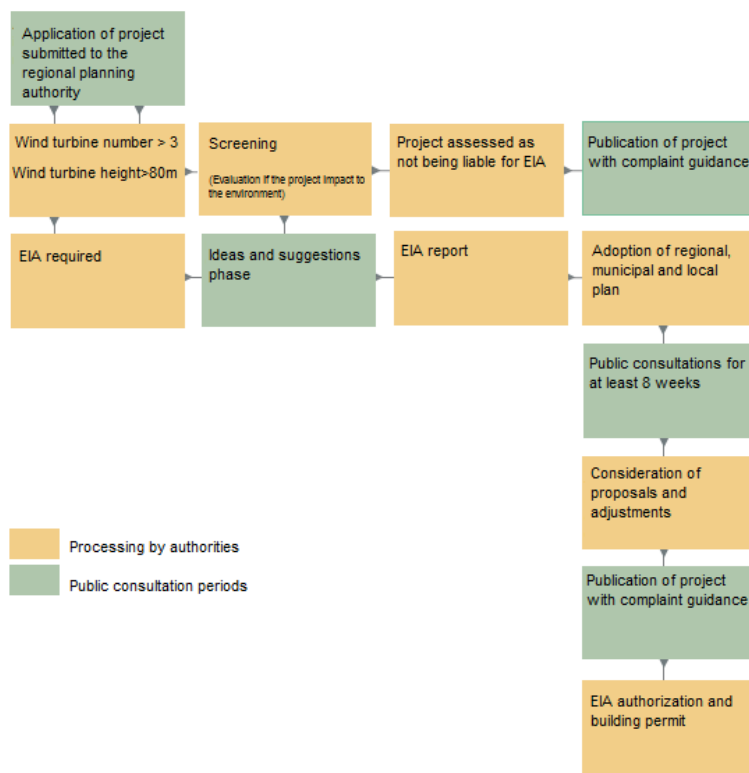 Application of project
submitted to the
regional planning
authority
Wind turbine number > 3
Wind turbine height>80m
Screening
(Evaluation if the project impact to
the environment)
Project assessed as
not being liable for EIA
Publication of project
with complaint guidance
EIA required
Ideas and suggestions
phase
EIA report
Adoption of regional,
municipal and local
plan
Public consultations for
at least 8 weeks
Consideration of
proposals and
adjustments
Processing by authorities
Public consultation periods
Publication of project
with complaint guidance
EIA authorization and
building permit